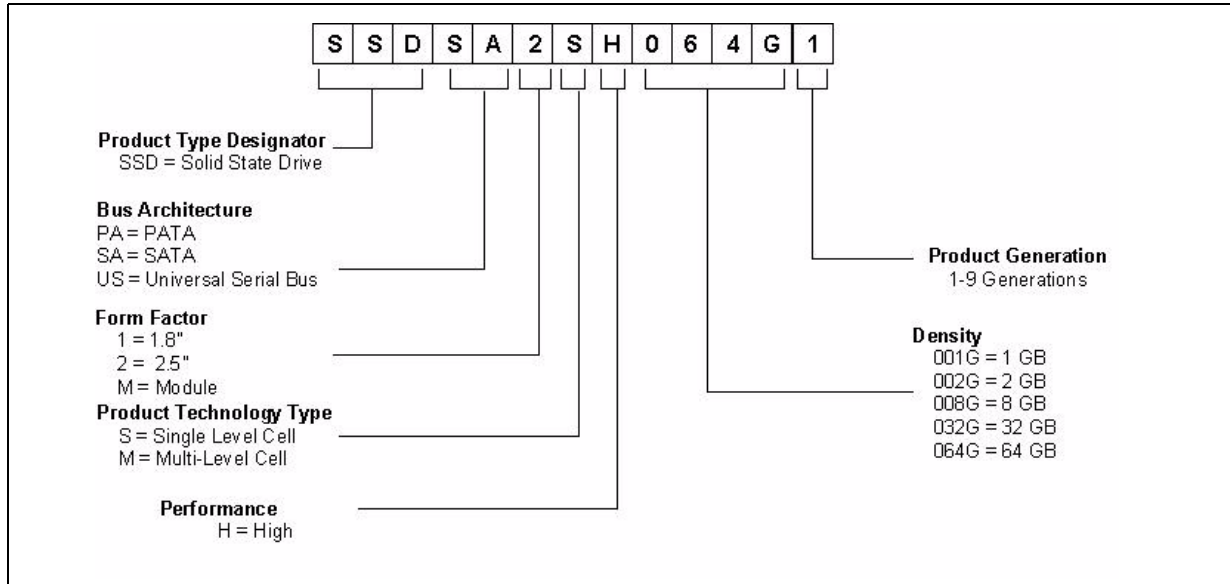 S S D S A 2 S H 0 6 4 G 1
Product Type Designator
SSD = Solid State Drive
Bus Architecture
PA = PATA
SA = SATA
US = Universal Serial Bus
Form Factor
1 = 1.8"
2 = 2.5"
M = Module
Product Technology Type
S = Single Level Cell
M = Multi-Level Cell
Performance
H = High
Product Generation
1-9 Generations
Density
001G = 1 GB
002G = 2 GB
008G = 8 GB
032G = 32 GB
064G = 64 GB